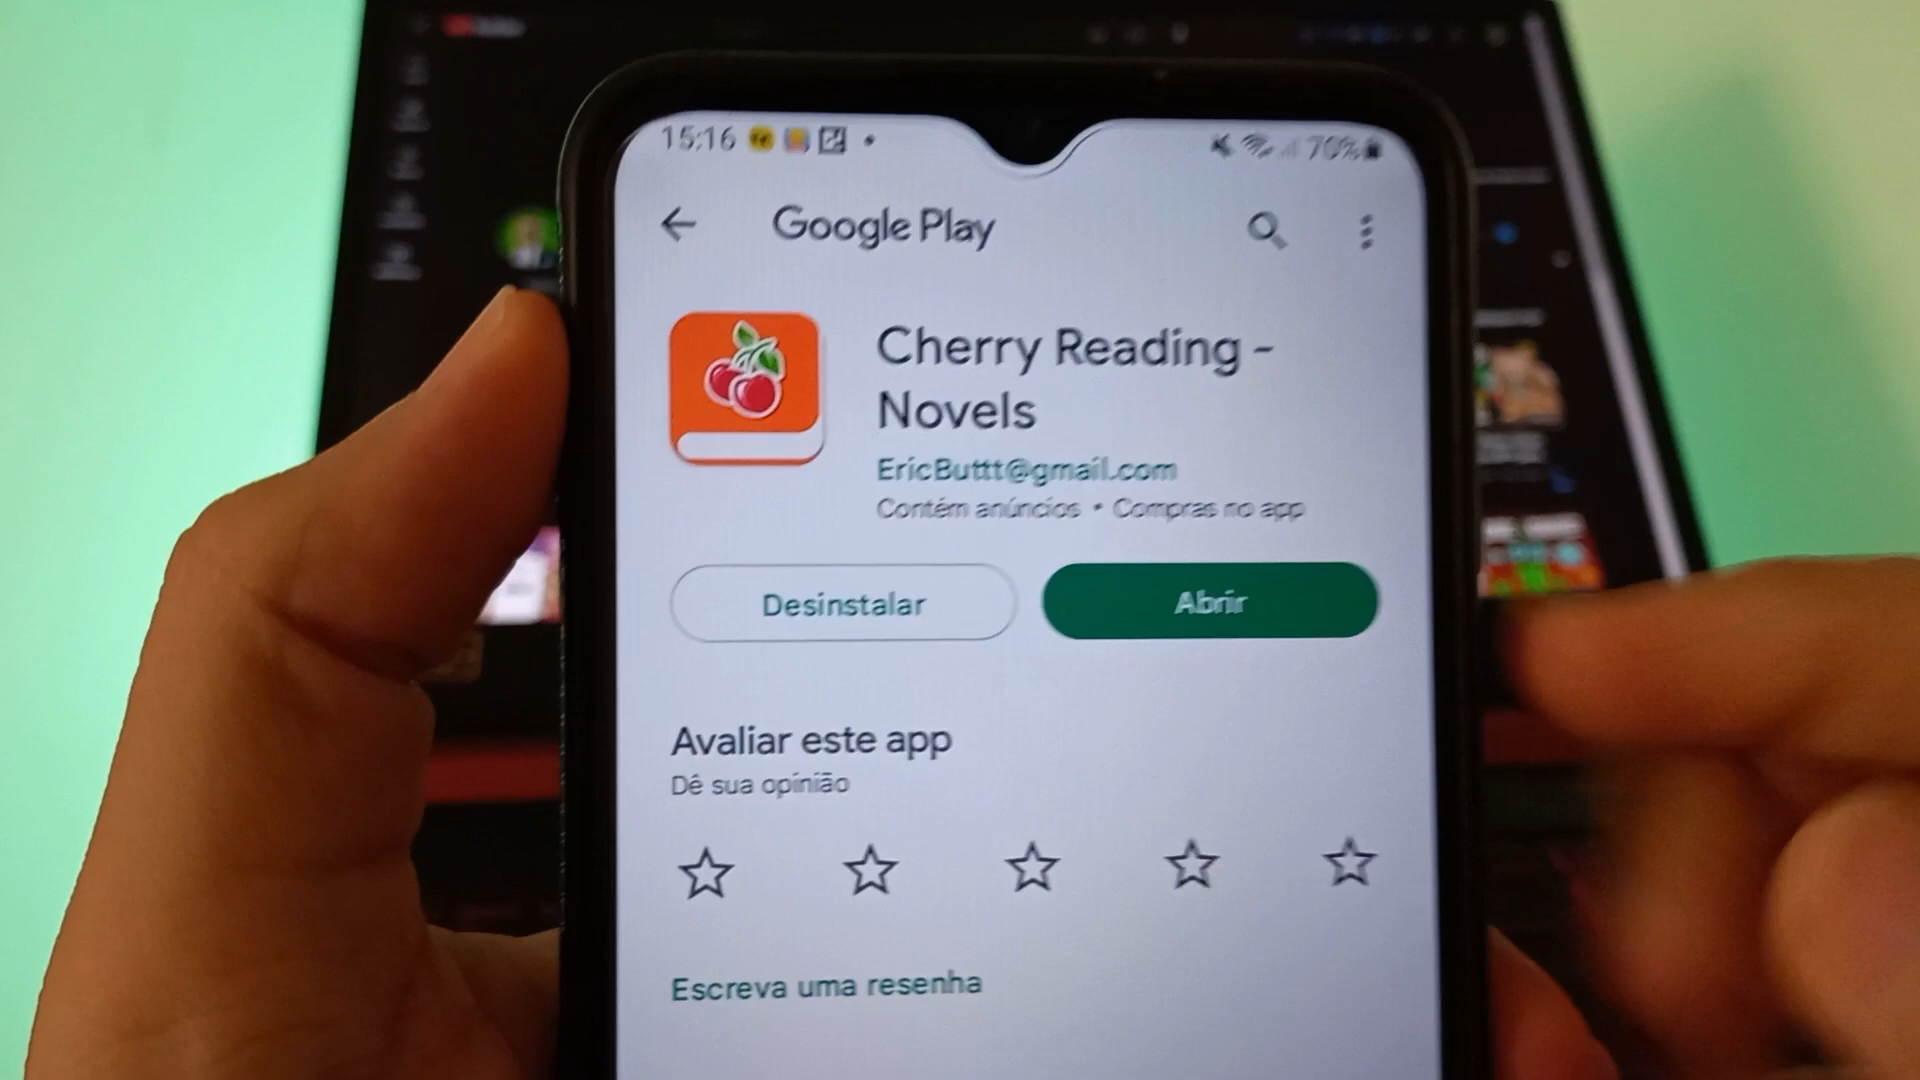 15:16
70%
Google Play
Cherry Reading -
Novels
EricButtt@gmail.com
Contém anúncios • Compras no app
Desinstalar
Abrir
Avaliar este app
Dê sua opinião
Escreva uma resenha